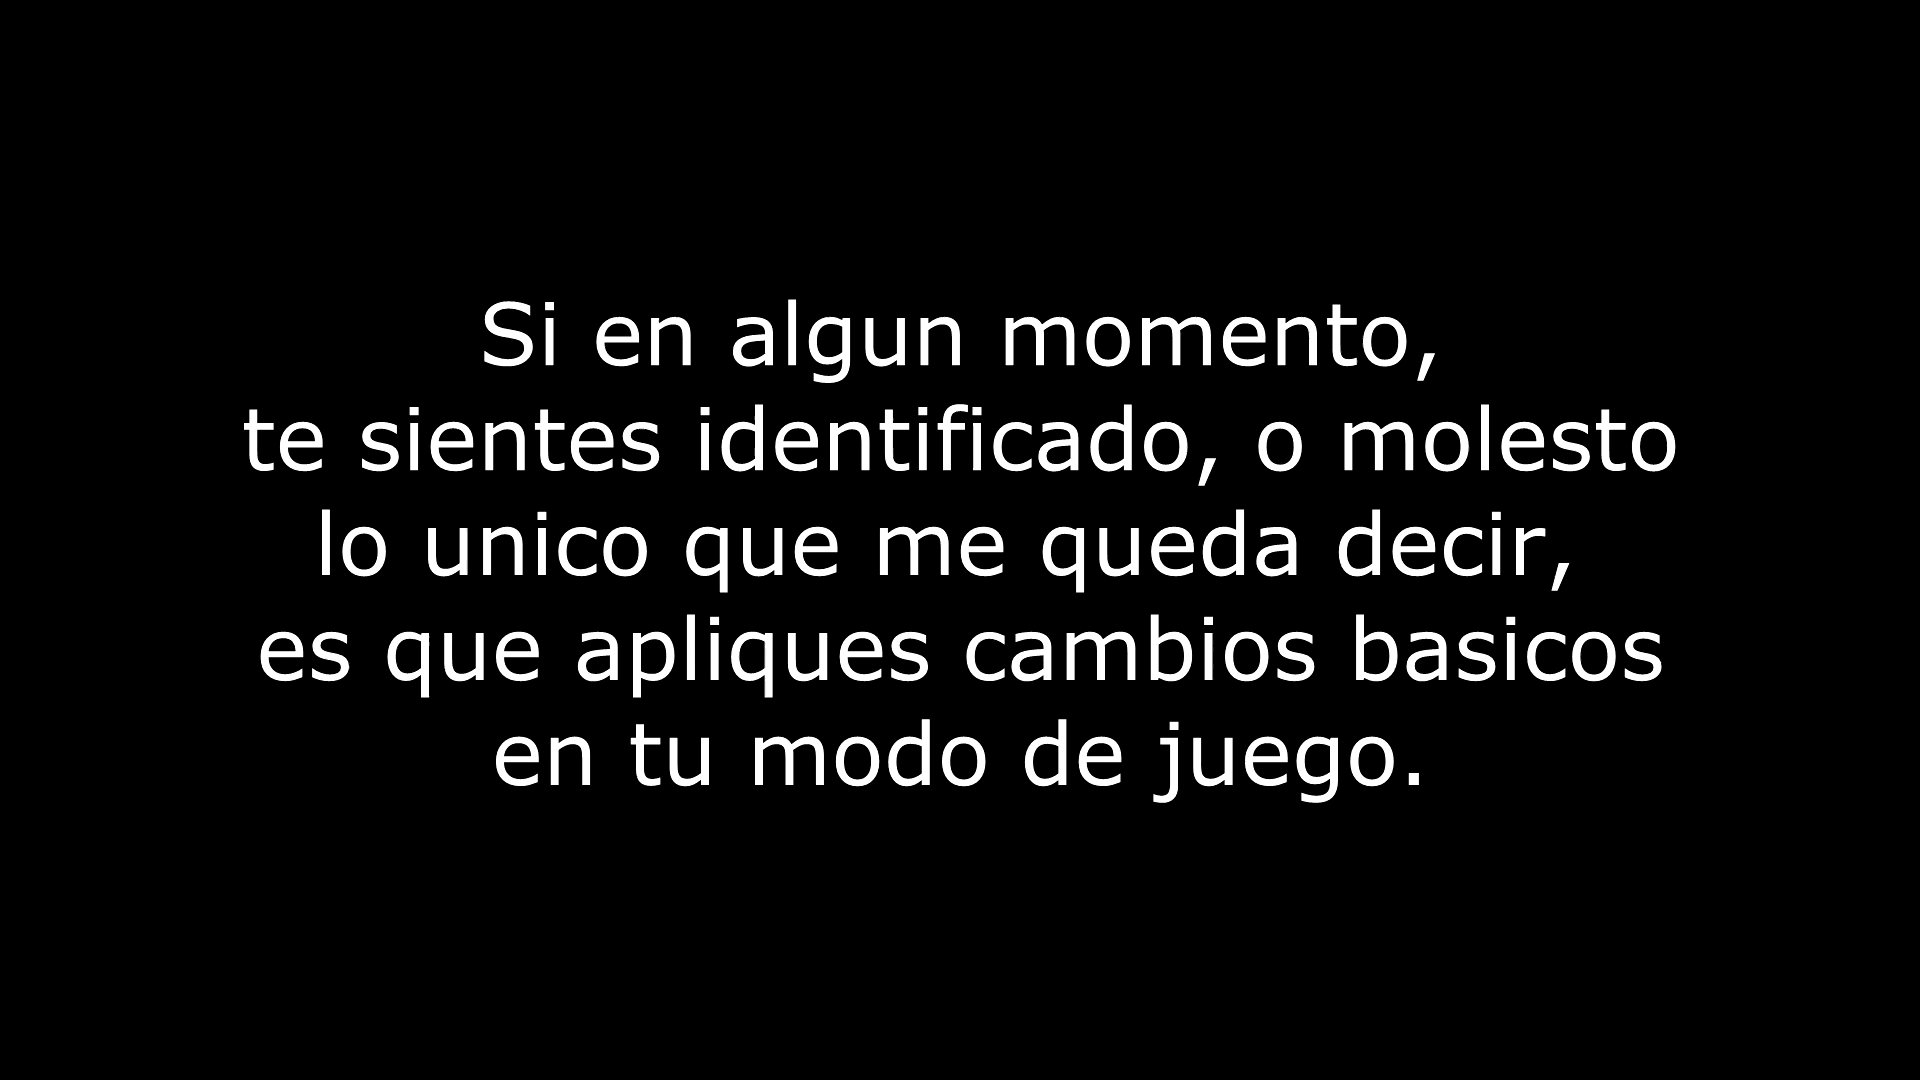 Si en algun momento,
te sientes identificado, o molesto
lo unico que me queda decir,
es que apliques cambios basicos
en tu modo de juego.